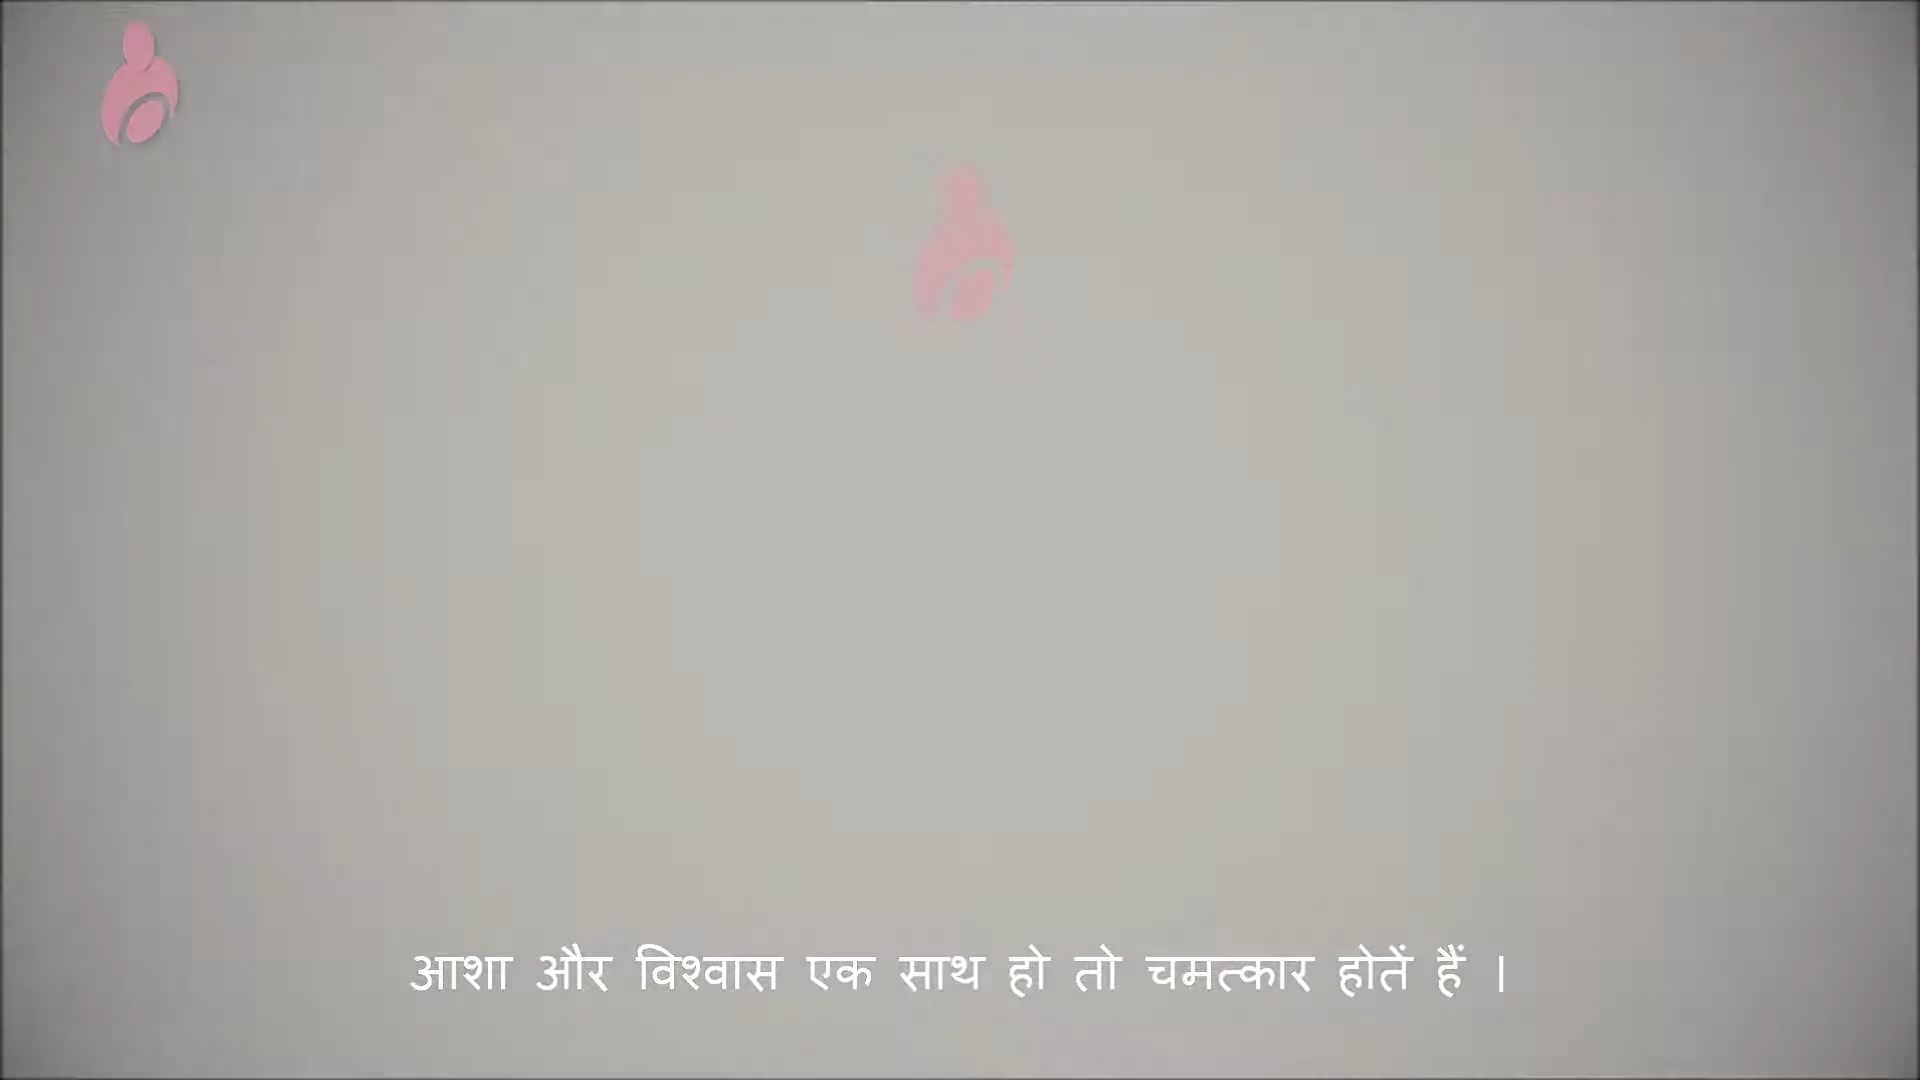 आशा और विश्वास एक साथ हो तो चमत्कार होतें हैं ।